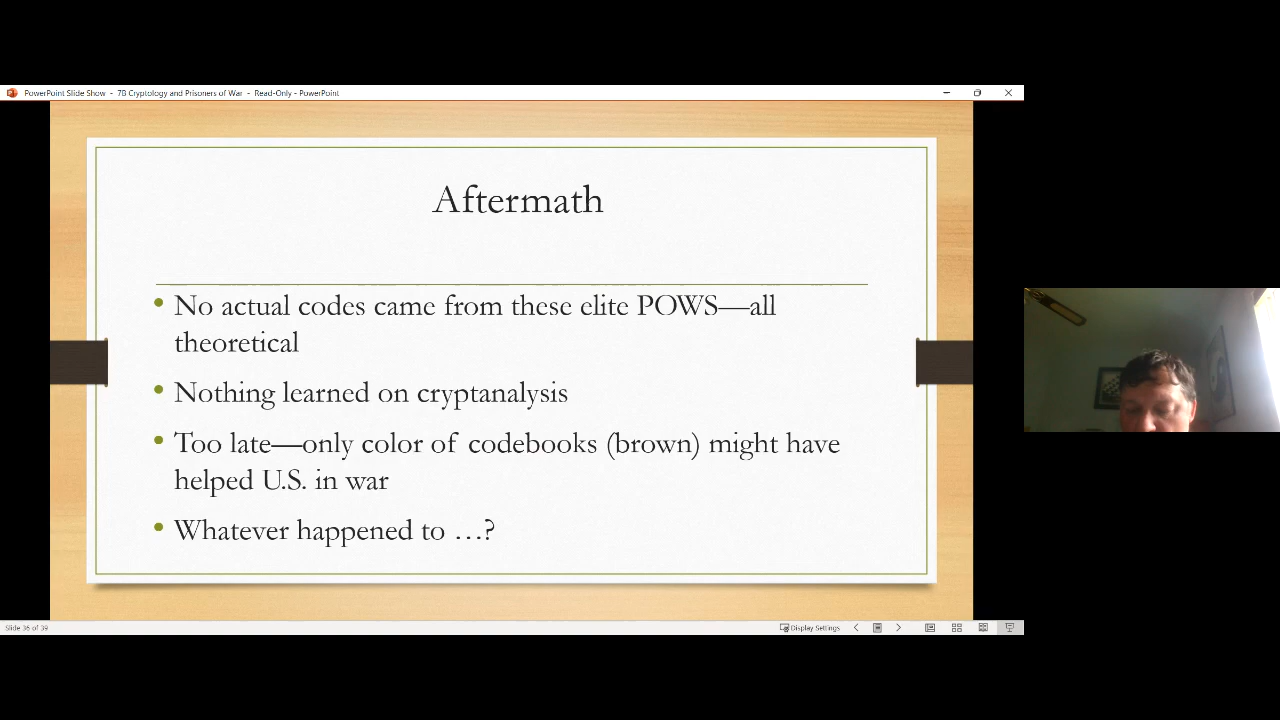 PowerPoint Slide Show - 7B Cryptology and Prisoners of War - Read-Only - PowerPoint
Aftermath
• No actual codes came from these elite POWS—all
theoretical
• Nothing learned on cryptanalysis
• Too late—only color of codebooks (brown) might have
helped U.S. in war
• Whatever happened to …?
Slide 36 of 39
Display Settings